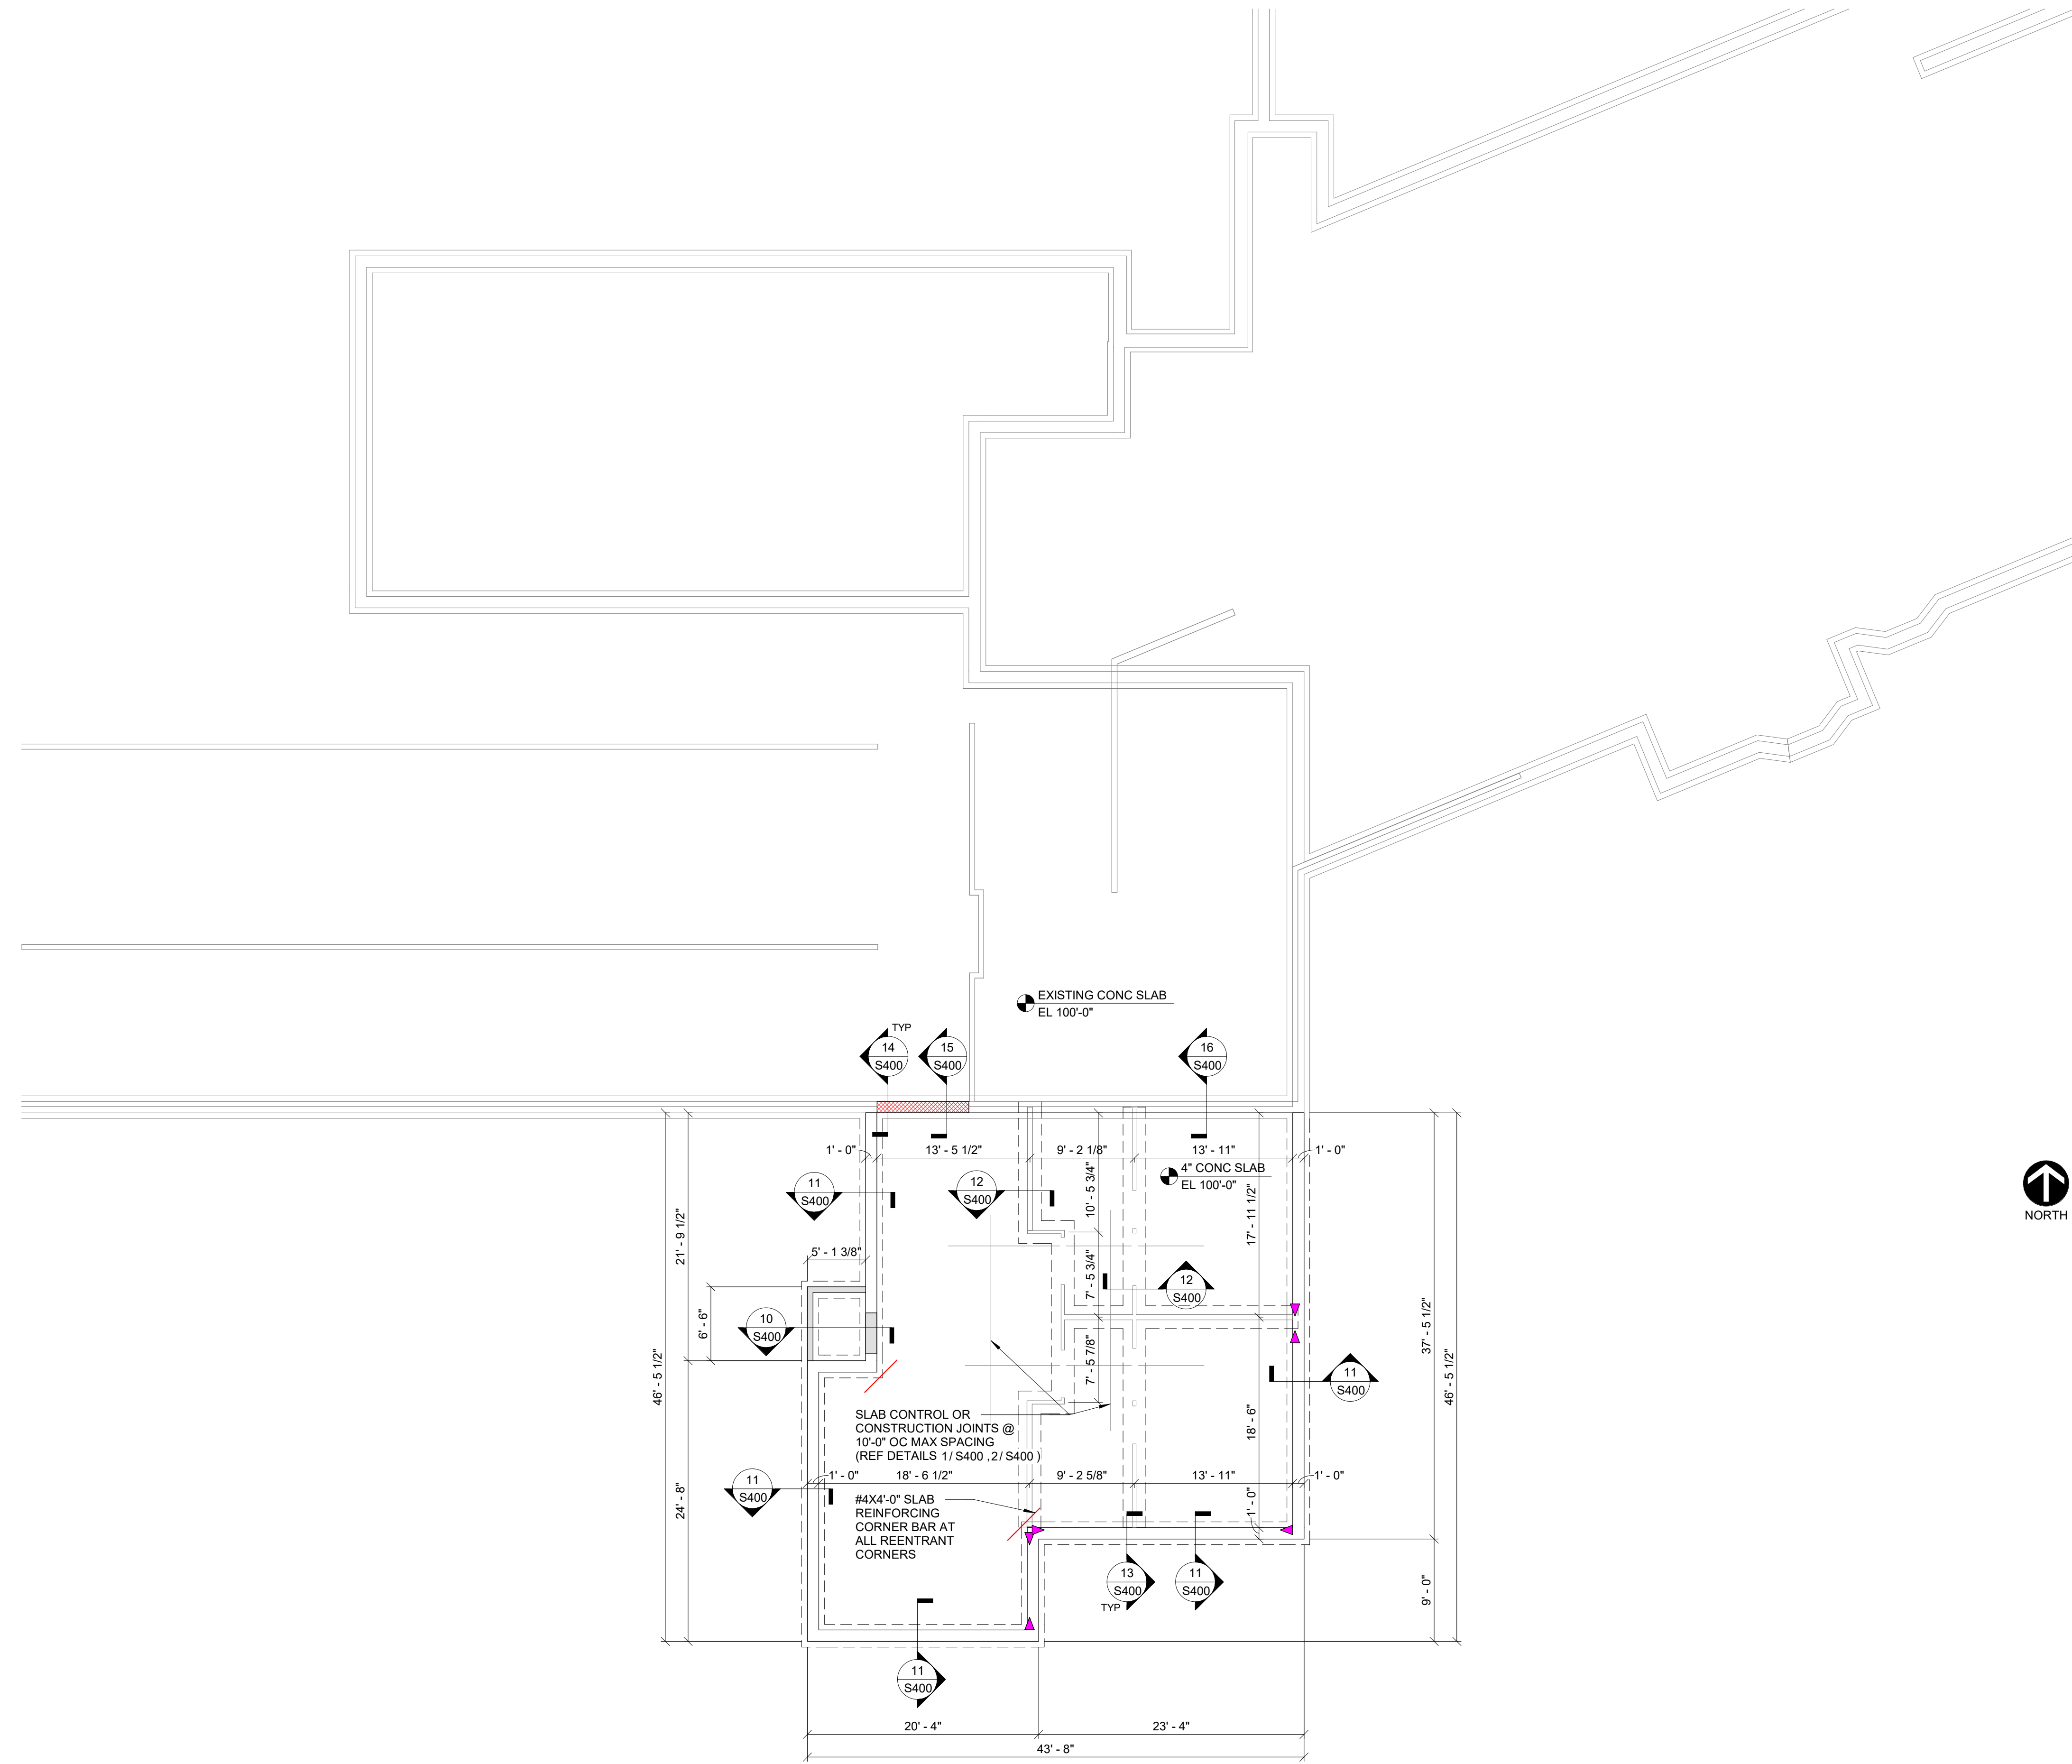 EXISTING CONC SLAB
EL 100'-0"
TYP
14
S400
15
S400
16
S400
1' - 0"
13' - 5 1/2"
9' - 2 1/8"
13' - 11"
1' - 0"
4" CONC SLAB
EL 100'-0"
11
S400
12
S400
10' - 5 3/4"
17' - 11 1/2"
NORTH
21' - 9 1/2"
5' - 1 3/8"
7' - 5 3/4"
12
S400
6' - 6"
10
S400
46' - 5 1/2"
7' - 5 7/8"
37' - 5 1/2"
46' - 5 1/2"
11
S400
SLAB CONTROL OR
CONSTRUCTION JOINTS @
10'-0" OC MAX SPACING
(REF DETAILS 1/ S400 ,2/ S400 )
18' - 6"
1' - 0"
18' - 6 1/2"
9' - 2 5/8"
13' - 11"
1' - 0"
11
S400
24' - 8"
#4X4'-0" SLAB
REINFORCING
CORNER BAR AT
ALL REENTRANT
CORNERS
1' - 0"
13
S400
TYP
11
S400
9' - 0"
11
S400
20' - 4"
23' - 4"
43' - 8"